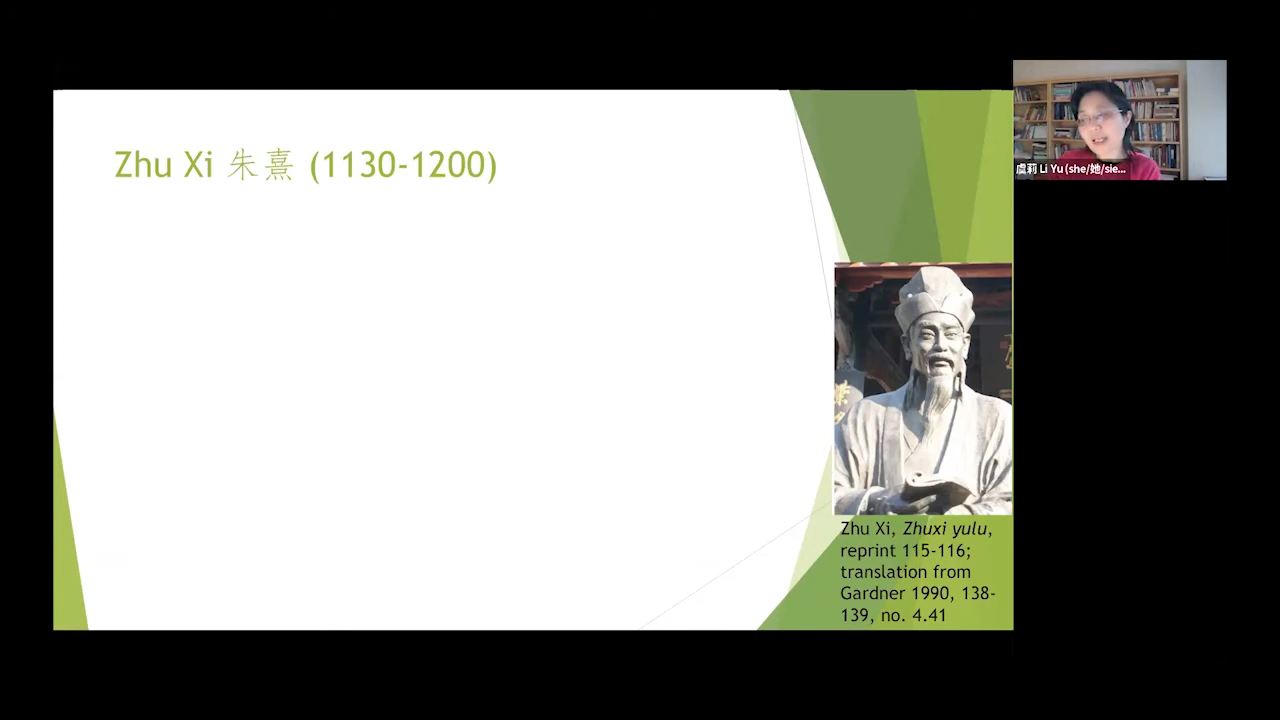 Zhu Xi 朱熹 (1130-1200)
虞莉 Li Yu (she/她/sie...
Zhu Xi, Zhuxi yulu,
reprint 115-116;
translation from
Gardner 1990, 138-
139, no. 4.41